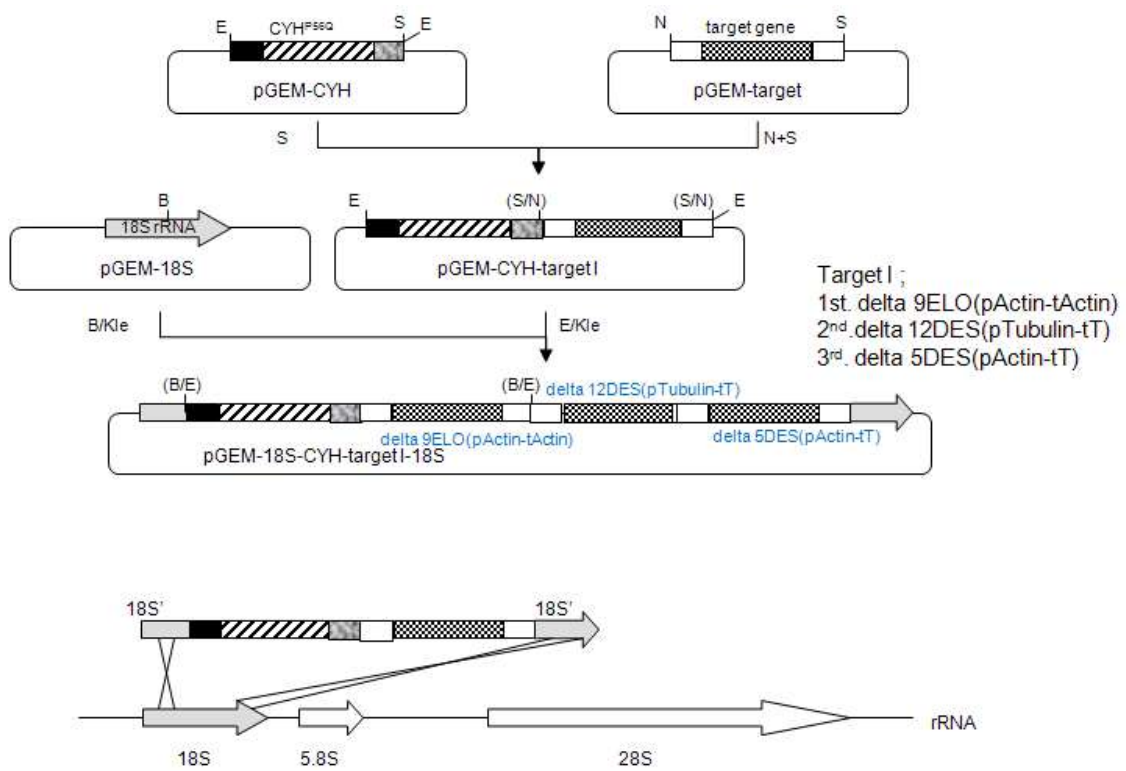 E CYH^P56Q S E
N target gene S
pGEM-CYH
pGEM-target
S
N+S
B
E (S/N) (S/N) E
18S rRNA
pGEM-18S
pGEM-CYH-target I
Target I ;
1st. delta 9ELO(pActin-tActin)
2nd. delta 12DES(pTubulin-tT)
3rd. delta 5DES(pActin-tT)
B/Kle
E/Kle
(B/E) (B/E)
delta 12DES(pTubulin-tT)
delta 9ELO(pActin-tActin)
delta 5DES(pActin-tT)
pGEM-18S-CYH-target I-18S
18S' 18S'
rRNA
18S 5.8S 28S